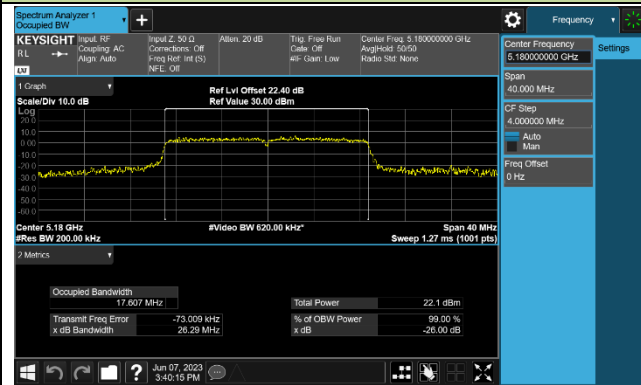 Spectrum Analyzer 1
Occupied BW
Frequency
KEYSIGHT
RL
LXI
Input: RF
Coupling: AC
Align: Auto
Input Z: 50 Ω
Corrections: Off
Freq Ref: Int (S)
NFE: Off
Atten: 20 dB
Trig: Free Run
Gate: Off
#IF Gain: Low
Center Freq: 5.180000000 GHz
Avg|Hold: 50/50
Radio Std: None
Center Frequency
5.180000000 GHz
Settings
Span
40.000 MHz
CF Step
4.000000 MHz
Auto
Man
Freq Offset
0 Hz
1 Graph
Scale/Div 10.0 dB
Ref Lvl Offset 22.40 dB
Ref Value 30.00 dBm
Log
20.0
10.0
0.00
-10.0
-20.0
-30.0
-40.0
-50.0
-60.0
Center 5.18 GHz
#Res BW 200.00 kHz
#Video BW 620.00 kHz*
Span 40 MHz
Sweep 1.27 ms (1001 pts)
2 Metrics
Occupied Bandwidth
17.607 MHz
Total Power 22.1 dBm
Transmit Freq Error -73.009 kHz
% of OBW Power 99.00 %
x dB Bandwidth 26.29 MHz
x dB -26.00 dB
?
Jun 07, 2023
3:40:15 PM